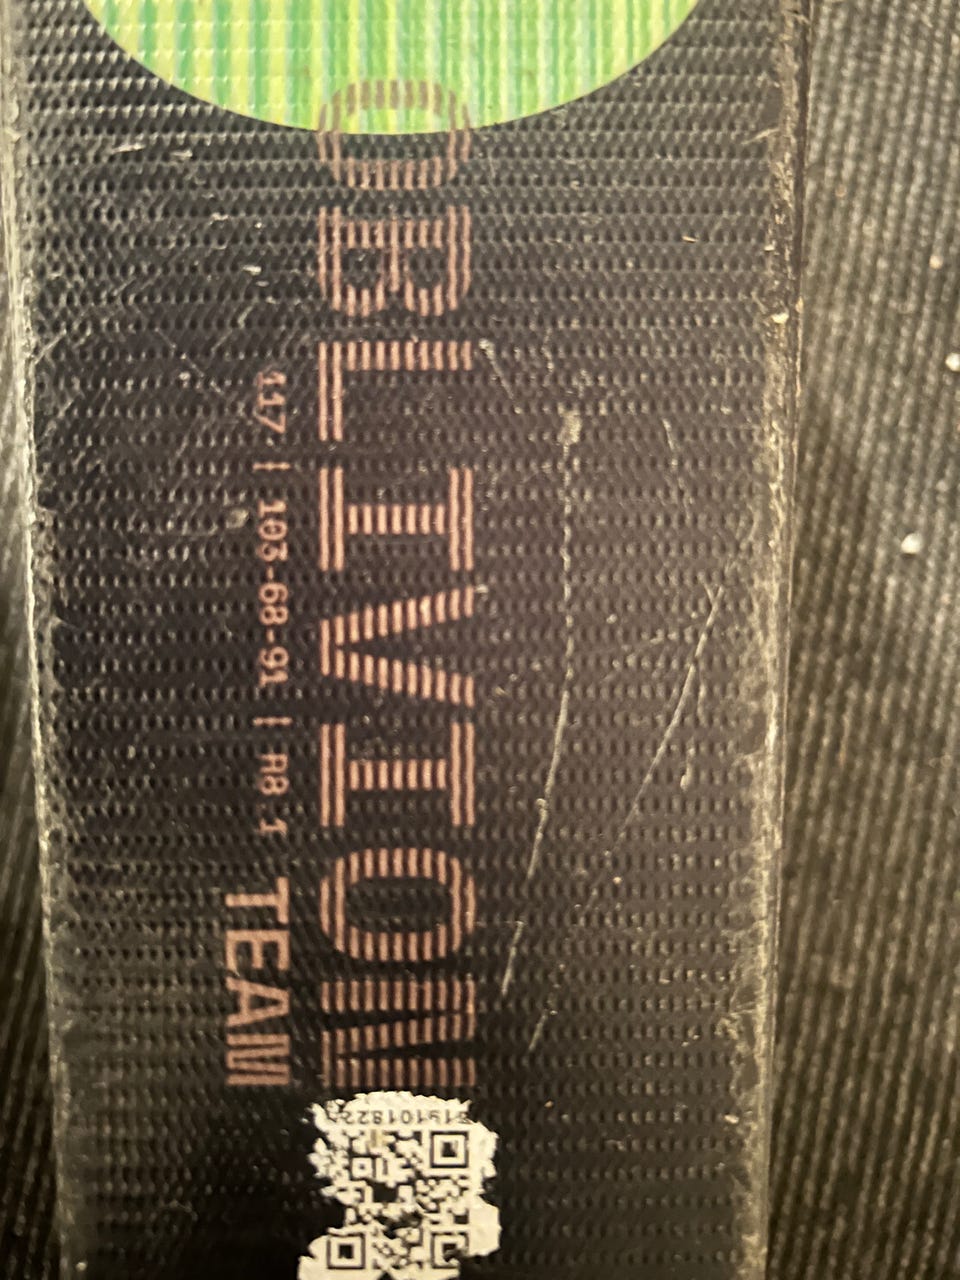 OBLIVION
117 | 103-68-91 | R8.1
TEAM